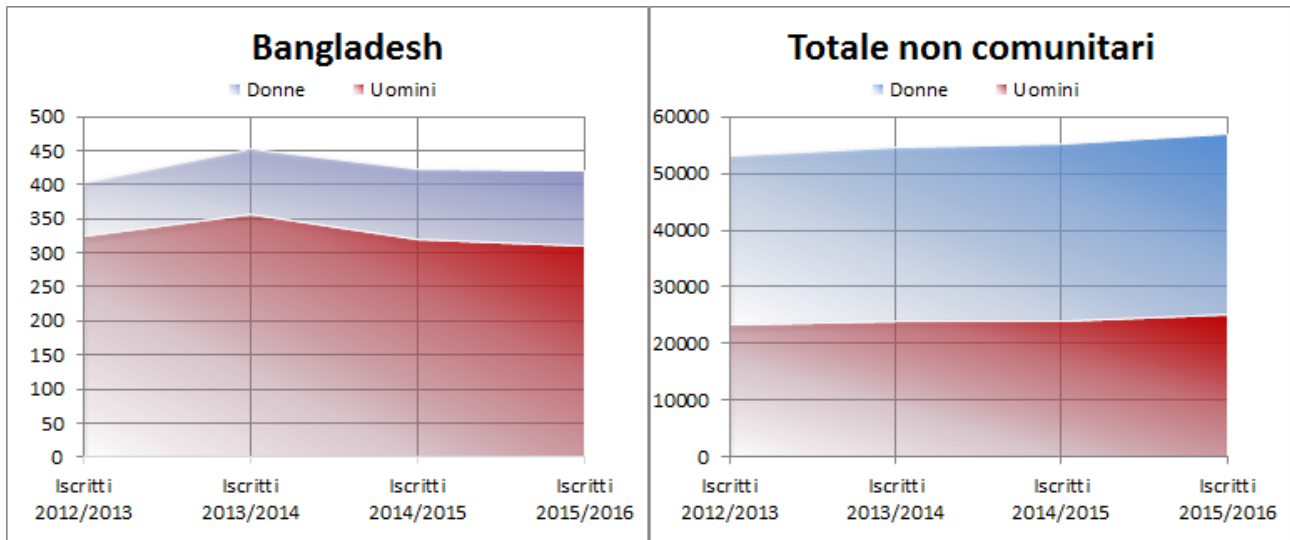 Bangladesh
Donne Uomini
500
450
400
350
300
250
200
150
100
50
0
Iscritti Iscritti Iscritti Iscritti
2012/2013 2013/2014 2014/2015 2015/2016
Totale non comunitari
Donne Uomini
60000
50000
40000
30000
20000
10000
0
Iscritti Iscritti Iscritti Iscritti
2012/2013 2013/2014 2014/2015 2015/2016